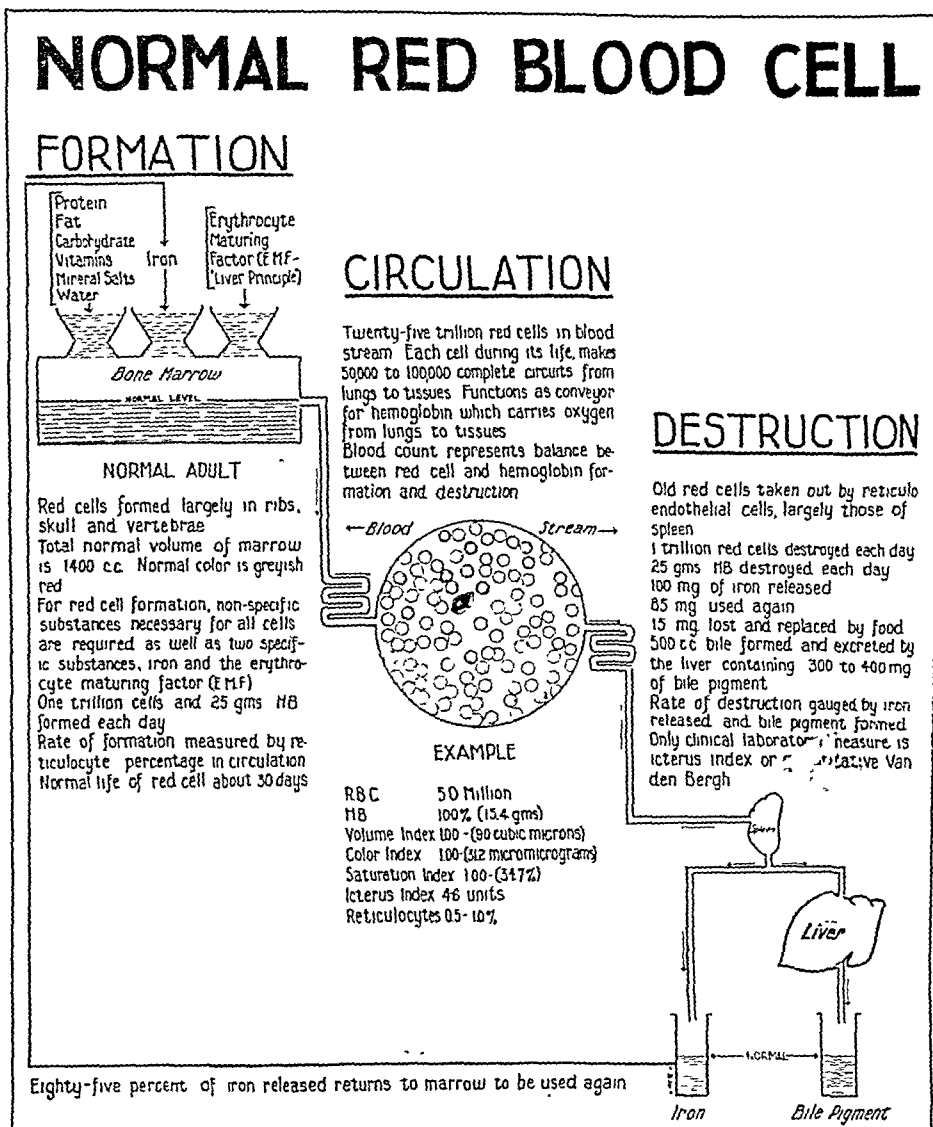 NORMAL RED BLOOD CELL
FORMATION
Protein
Fat
Carbohydrate
Vitamins
Mineral Salts
Water
Iron
Erythrocyte
Maturing
Factor (E.M.F-
'Liver Principle)
Bone Marrow
NORMAL LEVEL
NORMAL ADULT
Red cells formed largely in ribs,
skull and vertebrae
Total normal volume of marrow
is 1400 c.c. Normal color is greyish
red
For red cell formation, non-specific
substances necessary for all cells
are required as well as two specif-
ic substances, iron and the erythro-
cyte maturing factor (E M F)
One trillion cells and 25 gms HB
formed each day
Rate of formation measured by re-
ticulocyte percentage in circulation
Normal life of red cell about 30 days
CIRCULATION
Twenty-five trillion red cells in blood
stream Each cell during its life, makes
50,000 to 100,000 complete circuits from
lungs to tissues Functions as conveyor
for hemoglobin which carries oxygen
from lungs to tissues
Blood count represents balance be-
tween red cell and hemoglobin for-
mation and destruction
←Blood Stream→
EXAMPLE
RBC 50 Million
HB 100% (15.4 gms)
Volume Index 1.00 - (90 cubic microns)
Color Index 1.00-(31.2 micromicrograms)
Saturation Index 1 00 - (34.7%)
Icterus Index 4-6 units
Reticulocytes 0.5 - 1.0%
DESTRUCTION
Old red cells taken out by reticulo
endothelial cells, largely those of
spleen
1 trillion red cells destroyed each day
25 gms HB destroyed each day
100 mg of iron released
85 mg used again
15 mg lost and replaced by food
500 cc bile formed and excreted by
the liver containing 300 to 400 mg
of bile pigment
Rate of destruction gauged by iron
released and bile pigment formed
Only clinical measure is
icterus index or Van
den Bergh
Spleen
Liver
NORMAL
Iron
Bile Pigment
Eighty-five percent of iron released returns to marrow to be used again